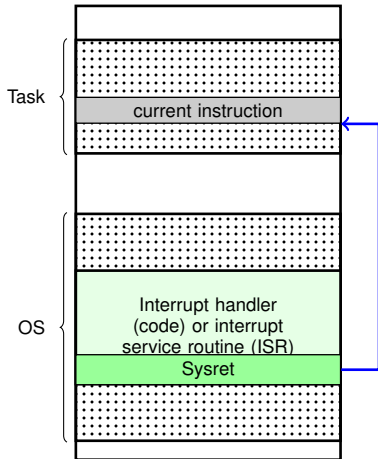 Task
current instruction
OS
Interrupt handler
(code) or interrupt
service routine (ISR)
Sysret